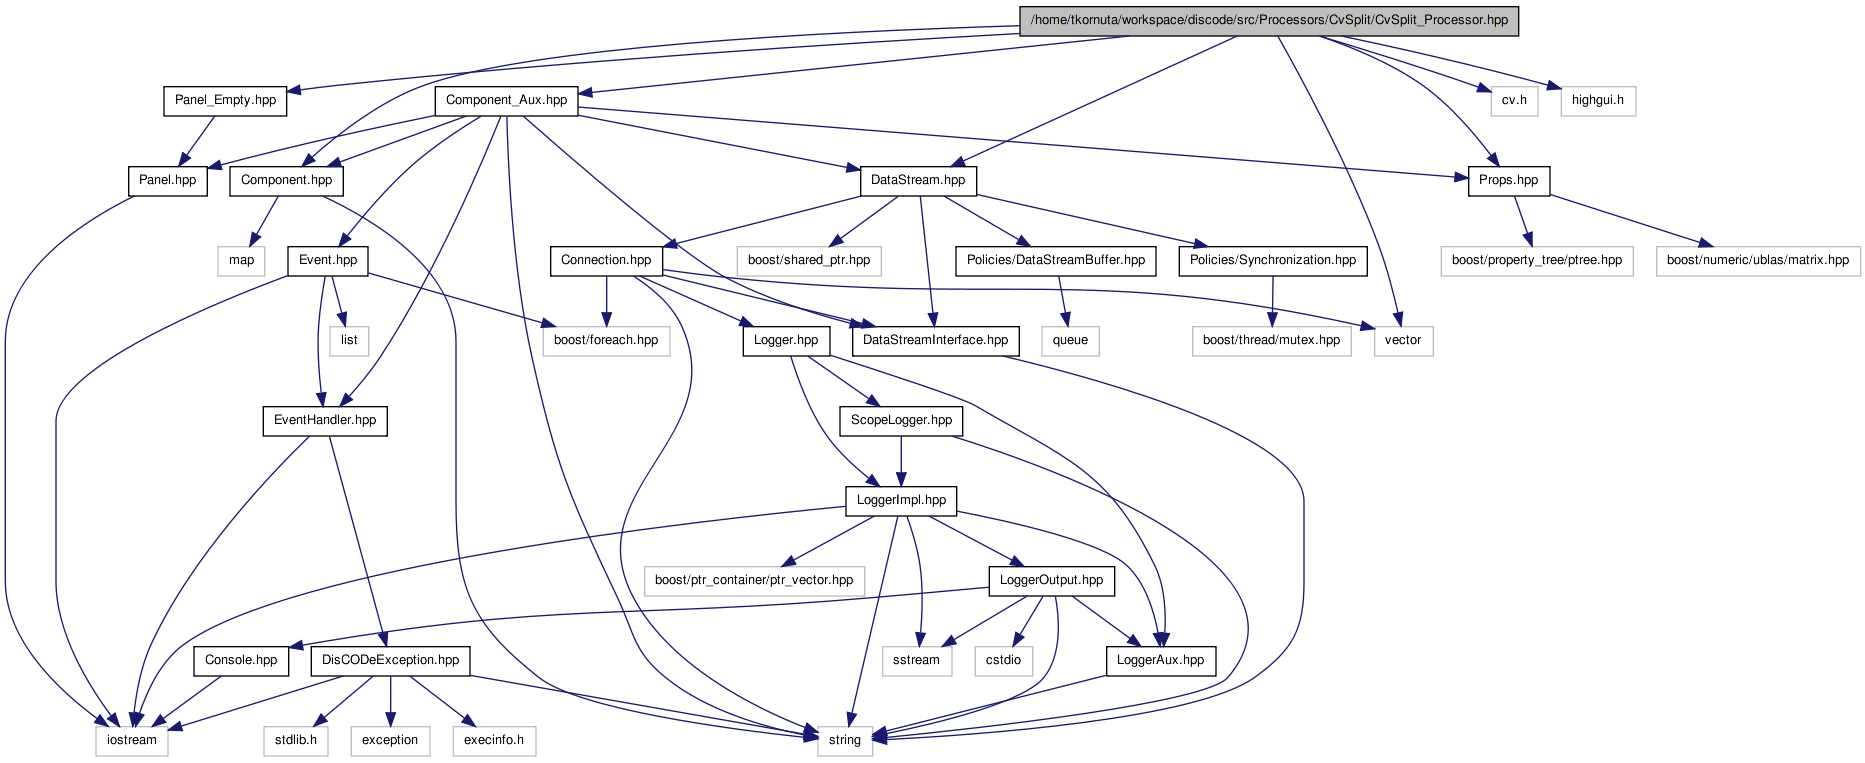 /home/tkornuta/workspace/discode/src/Processors/CvSplit/CvSplit_Processor.hpp
Panel_Empty.hpp
Component_Aux.hpp
cv.h
highgui.h
Panel.hpp
Component.hpp
DataStream.hpp
Props.hpp
map
Event.hpp
Connection.hpp
boost/shared_ptr.hpp
Policies/DataStreamBuffer.hpp
Policies/Synchronization.hpp
boost/property_tree/ptree.hpp
boost/numeric/ublas/matrix.hpp
list
boost/foreach.hpp
Logger.hpp
DataStreamInterface.hpp
queue
boost/thread/mutex.hpp
vector
EventHandler.hpp
ScopeLogger.hpp
LoggerImpl.hpp
boost/ptr_container/ptr_vector.hpp
LoggerOutput.hpp
Console.hpp
DisCODeException.hpp
sstream
cstdio
LoggerAux.hpp
iostream
stdlib.h
exception
execinfo.h
string